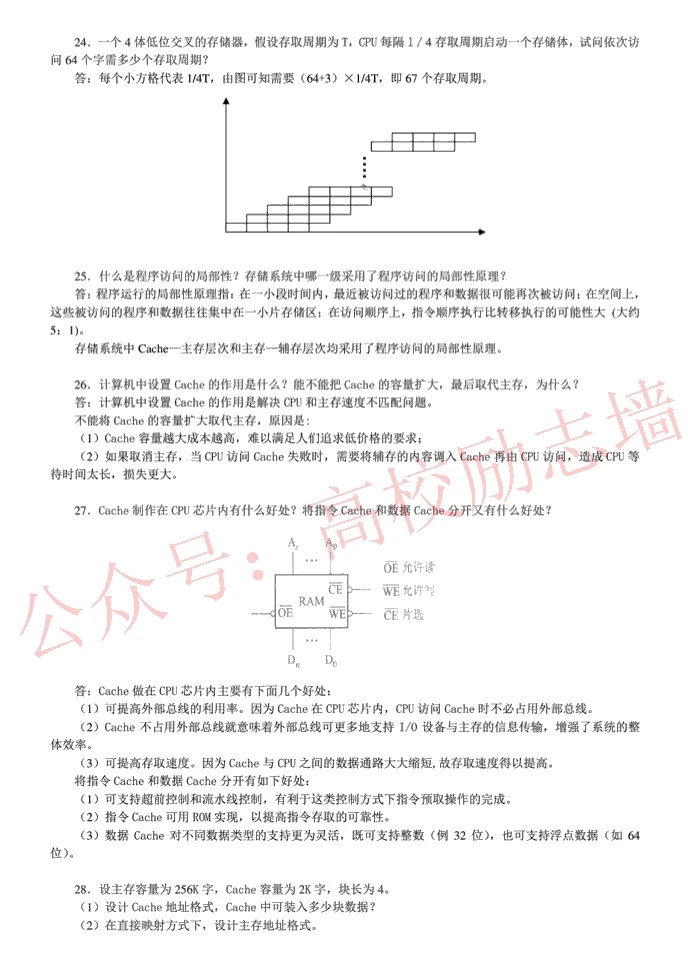 24．一个 4 体低位交叉的存储器，假设存取周期为 T，CPU 每隔 1／4 存取周期启动一个存储体，试问依次访
问 64 个字需多少个存取周期？
答：每个小方格代表 1/4T，由图可知需要（64+3）×1/4T，即 67 个存取周期。
25．什么是程序访问的局部性？存储系统中哪一级采用了程序访问的局部性原理？
答：程序运行的局部性原理指：在一小段时间内，最近被访问过的程序和数据很可能再次被访问；在空间上，
这些被访问的程序和数据往往集中在一小片存储区；在访问顺序上，指令顺序执行比转移执行的可能性大 (大约
5：1)。
存储系统中 Cache—主存层次和主存—辅存层次均采用了程序访问的局部性原理。
26．计算机中设置 Cache 的作用是什么？能不能把 Cache 的容量扩大，最后取代主存，为什么？
答：计算机中设置 Cache 的作用是解决 CPU 和主存速度不匹配问题。
不能将 Cache 的容量扩大取代主存，原因是:
（1）Cache 容量越大成本越高，难以满足人们追求低价格的要求；
（2）如果取消主存，当 CPU 访问 Cache 失败时，需要将辅存的内容调入 Cache 再由 CPU 访问，造成 CPU 等
待时间太长，损失更大。
27．Cache 制作在 CPU 芯片内有什么好处？将指令 Cache 和数据 Cache 分开又有什么好处？
A A0
…
OE 允许读
CE
WE 允许写
RAM
OE WE
CE 片选
…
Dn D0
答：Cache 做在 CPU 芯片内主要有下面几个好处：
（1）可提高外部总线的利用率。因为 Cache 在 CPU 芯片内，CPU 访问 Cache 时不必占用外部总线。
（2）Cache 不占用外部总线就意味着外部总线可更多地支持 I/O 设备与主存的信息传输，增强了系统的整
体效率。
（3）可提高存取速度。因为 Cache 与 CPU 之间的数据通路大大缩短,故存取速度得以提高。
将指令 Cache 和数据 Cache 分开有如下好处：
（1）可支持超前控制和流水线控制，有利于这类控制方式下指令预取操作的完成。
（2）指令 Cache 可用 ROM 实现，以提高指令存取的可靠性。
（3）数据 Cache 对不同数据类型的支持更为灵活，既可支持整数（例 32 位），也可支持浮点数据（如 64
位）。
28．设主存容量为 256K 字，Cache 容量为 2K 字，块长为 4。
（1）设计 Cache 地址格式，Cache 中可装入多少块数据？
（2）在直接映射方式下，设计主存地址格式。
公众号：高校励志墙